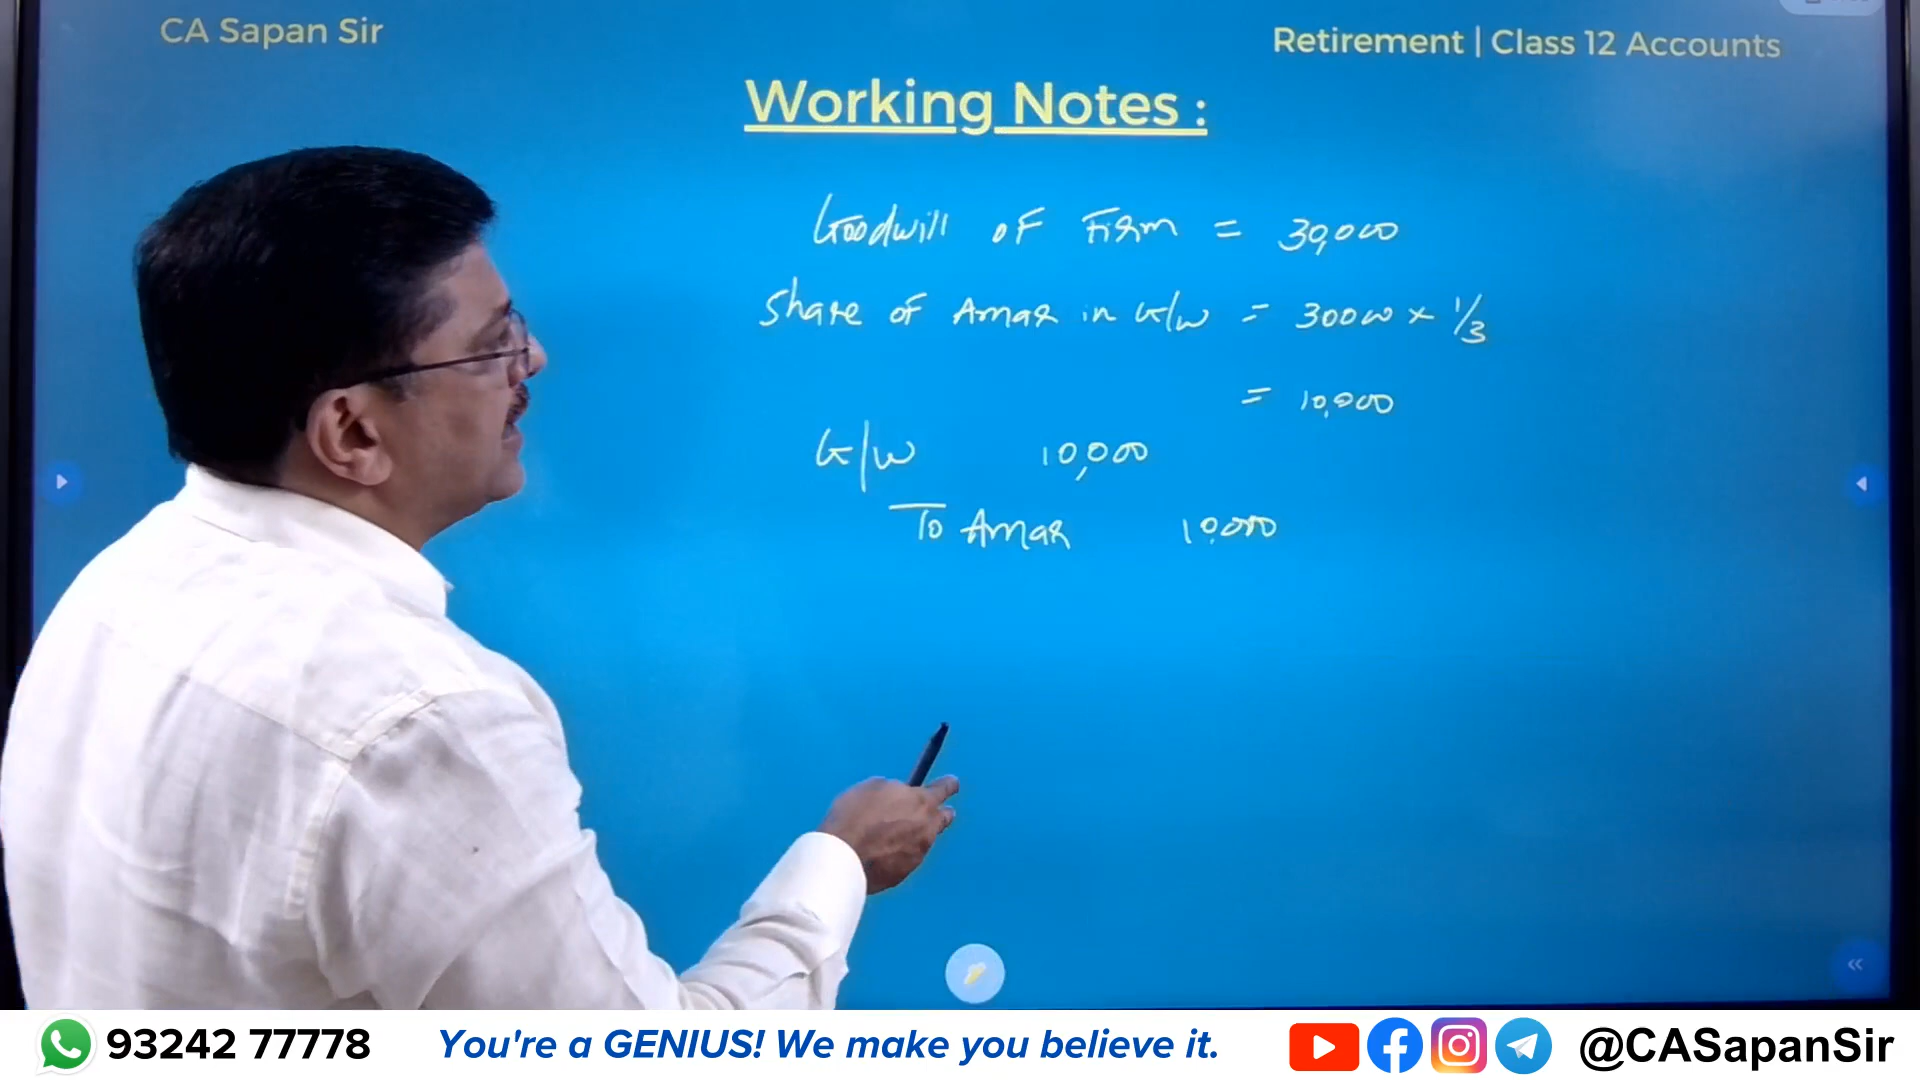 CA Sapan Sir
Retirement | Class 12 Accounts
Working Notes :
Goodwill of Firm = 30,000
Share of Amar in G/W = 30000 x 1/3
= 10,000
G/W 10,000
To Amar 10,000
93242 77778
You're a GENIUS! We make you believe it.
@CASapanSir